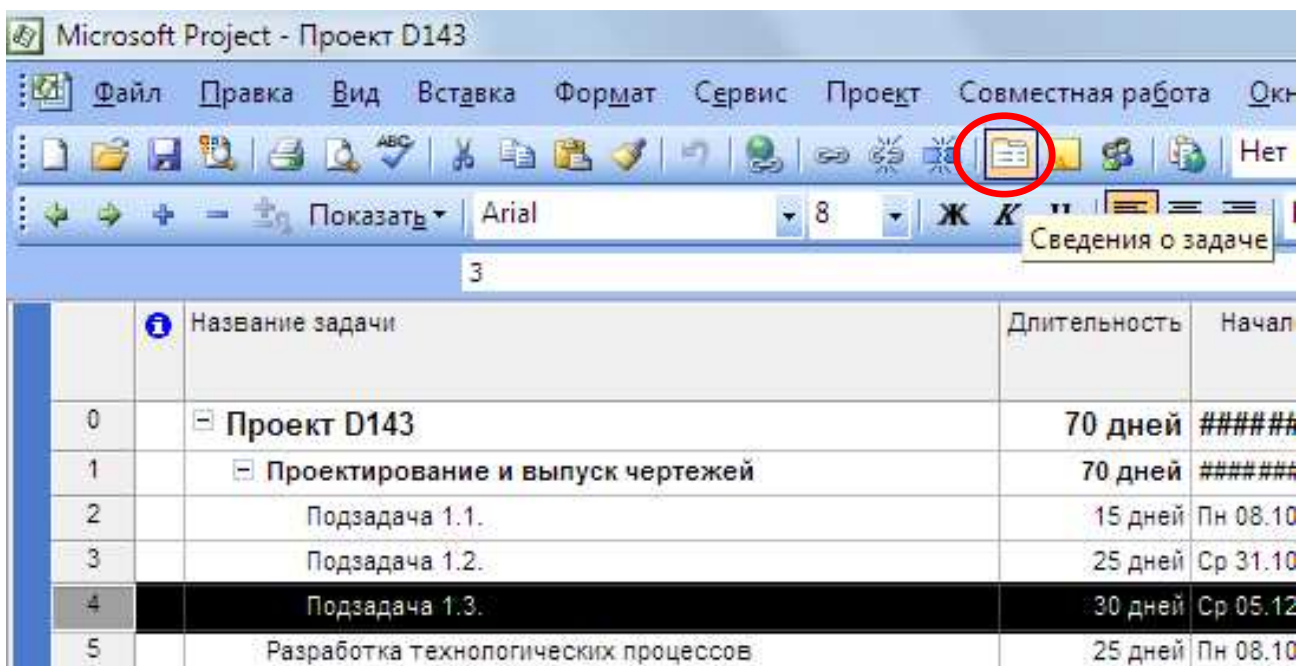 Microsoft Project - Проект D143
Файл Правка Вид Вставка Формат Сервис Проект Совместная работа Окн
ABC Нет
Показать Arial 8 Ж К Ч
Сведения о задаче
3
Название задачи Длительность Начал
0 Проект D143 70 дней ######
1 Проектирование и выпуск чертежей 70 дней #######
2 Подзадача 1.1. 15 дней Пн 08.10
3 Подзадача 1.2. 25 дней Ср 31.10
4 Подзадача 1.3. 30 дней Ср 05.12
5 Разработка технологических процессов 25 дней Пн 08.10